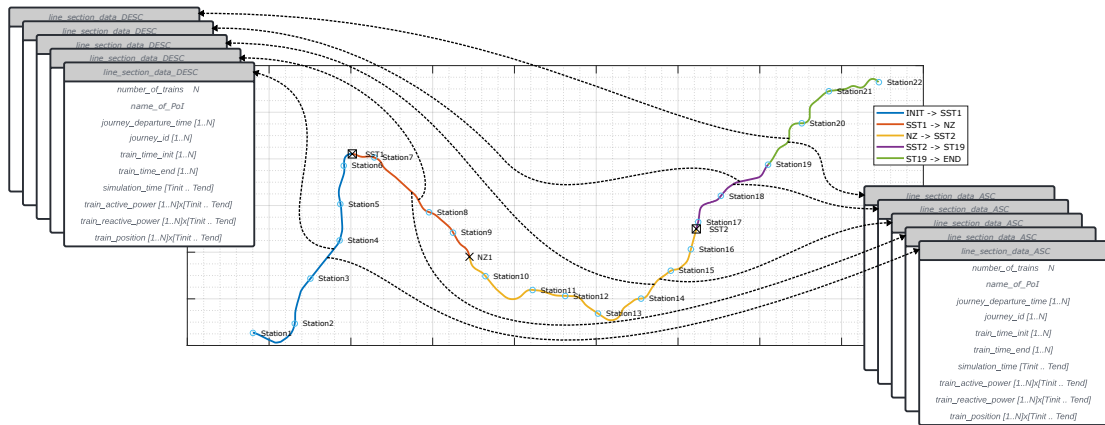 line_section_data_DESC
line_section_data_DESC
line_section_data_DESC
line_section_data_DESC
line_section_data_DESC
number_of_trains N
name_of_PoI
journey_departure_time [1..N]
journey_id [1..N]
train_time_init [1..N]
train_time_end [1..N]
simulation_time [Tinit .. Tend]
train_active_power [1..N]x[Tinit .. Tend]
train_reactive_power [1..N]x[Tinit .. Tend]
train_position [1..N]x[Tinit .. Tend]
Station1
Station2
Station3
Station4
Station5
Station6
SST1
Station7
Station8
Station9
NZ1
Station10
Station11
Station12
Station13
Station14
Station15
Station16
SST2
Station17
Station18
Station19
Station20
Station21
Station22
INIT -> SST1
SST1 -> NZ
NZ -> SST2
SST2 -> ST19
ST19 -> END
line_section_data_ASC
line_section_data_ASC
line_section_data_ASC
line_section_data_ASC
line_section_data_ASC
number_of_trains N
name_of_PoI
journey_departure_time [1..N]
journey_id [1..N]
train_time_init [1..N]
train_time_end [1..N]
simulation_time [Tinit .. Tend]
train_active_power [1..N]x[Tinit .. Tend]
train_reactive_power [1..N]x[Tinit .. Tend]
train_position [1..N]x[Tinit .. Tend]